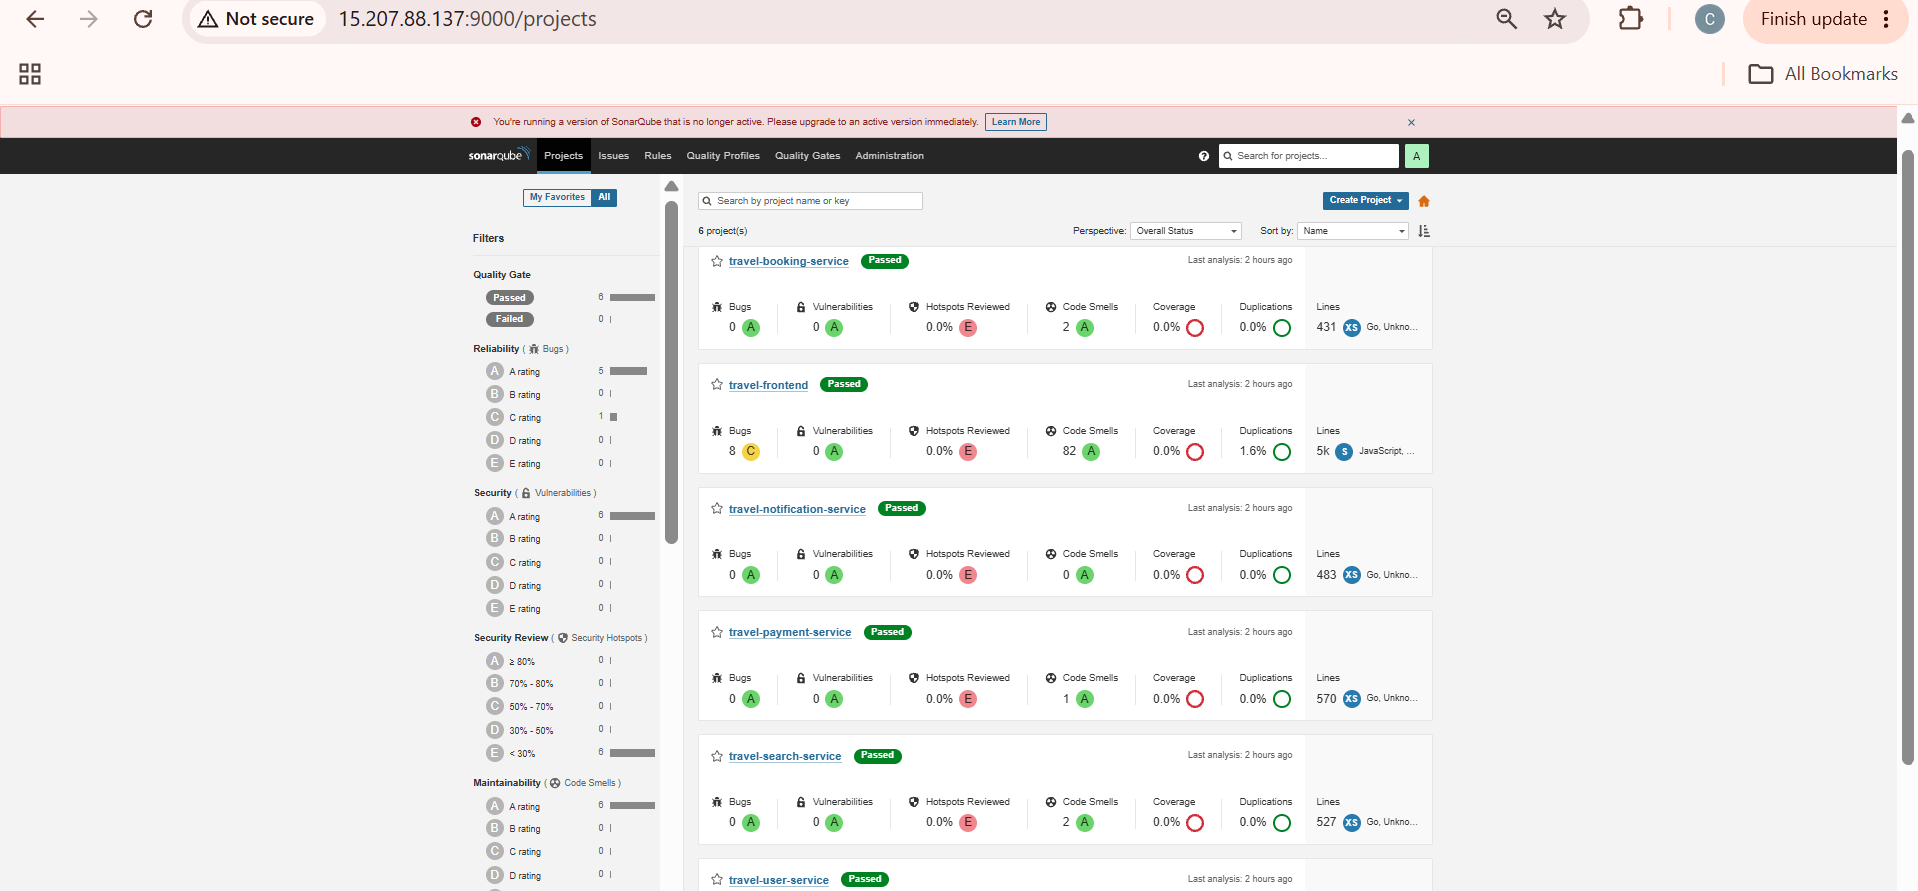 Not secure 15.207.88.137:9000/projects
C
Finish update
All Bookmarks
You're running a version of SonarQube that is no longer active. Please upgrade to an active version immediately. Learn More
sonarqube Projects Issues Rules Quality Profiles Quality Gates Administration
Search for projects...
A
My Favorites All
Filters
Quality Gate
Passed 6
Failed 0
Reliability ( Bugs )
A A rating 5
B B rating 0
C C rating 1
D D rating 0
E E rating 0
Security ( Vulnerabilities )
A A rating 6
B B rating 0
C C rating 0
D D rating 0
E E rating 0
Security Review ( Security Hotspots )
A ≥ 80% 0
B 70% - 80% 0
C 50% - 70% 0
D 30% - 50% 0
E < 30% 6
Maintainability ( Code Smells )
A A rating 6
B B rating 0
C C rating 0
D D rating 0
Search by project name or key
Create Project
6 project(s)
Perspective: Overall Status
Sort by: Name
travel-booking-service Passed Last analysis: 2 hours ago
Bugs Vulnerabilities Hotspots Reviewed Code Smells Coverage Duplications Lines
0 A 0 A 0.0% E 2 A 0.0% 0.0% 431 XS Go, Unkno...
travel-frontend Passed Last analysis: 2 hours ago
Bugs Vulnerabilities Hotspots Reviewed Code Smells Coverage Duplications Lines
8 C 0 A 0.0% E 82 A 0.0% 1.6% 5k S JavaScript, ...
travel-notification-service Passed Last analysis: 2 hours ago
Bugs Vulnerabilities Hotspots Reviewed Code Smells Coverage Duplications Lines
0 A 0 A 0.0% E 0 A 0.0% 0.0% 483 XS Go, Unkno...
travel-payment-service Passed Last analysis: 2 hours ago
Bugs Vulnerabilities Hotspots Reviewed Code Smells Coverage Duplications Lines
0 A 0 A 0.0% E 1 A 0.0% 0.0% 570 XS Go, Unkno...
travel-search-service Passed Last analysis: 2 hours ago
Bugs Vulnerabilities Hotspots Reviewed Code Smells Coverage Duplications Lines
0 A 0 A 0.0% E 2 A 0.0% 0.0% 527 XS Go, Unkno...
travel-user-service Passed Last analysis: 2 hours ago